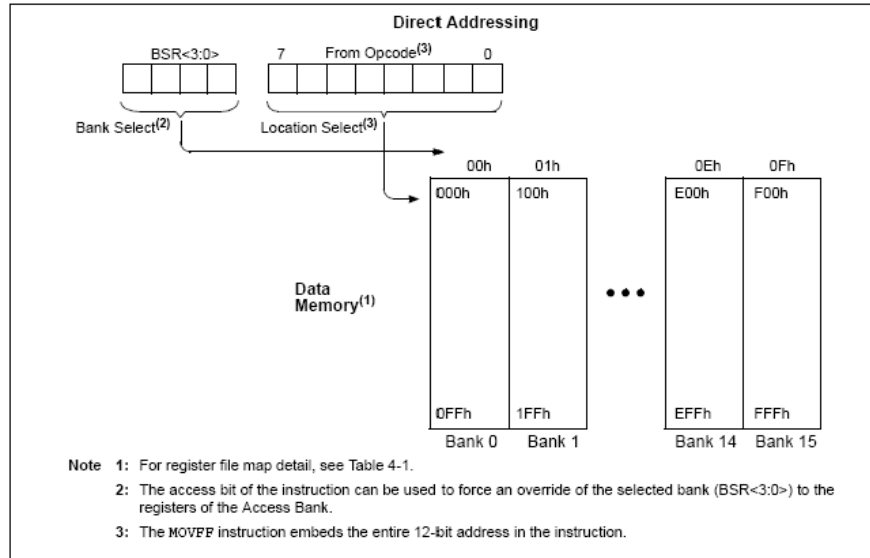 Direct Addressing
BSR<3:0> 7 From Opcode(3) 0
Bank Select(2) Location Select(3)
00h 01h 0Eh 0Fh
000h 100h E00h F00h
Data
Memory(1)
0FFh 1FFh EFFh FFFh
Bank 0 Bank 1 Bank 14 Bank 15
Note 1: For register file map detail, see Table 4-1.
2: The access bit of the instruction can be used to force an override of the selected bank (BSR<3:0>) to the
registers of the Access Bank.
3: The MOVFF instruction embeds the entire 12-bit address in the instruction.